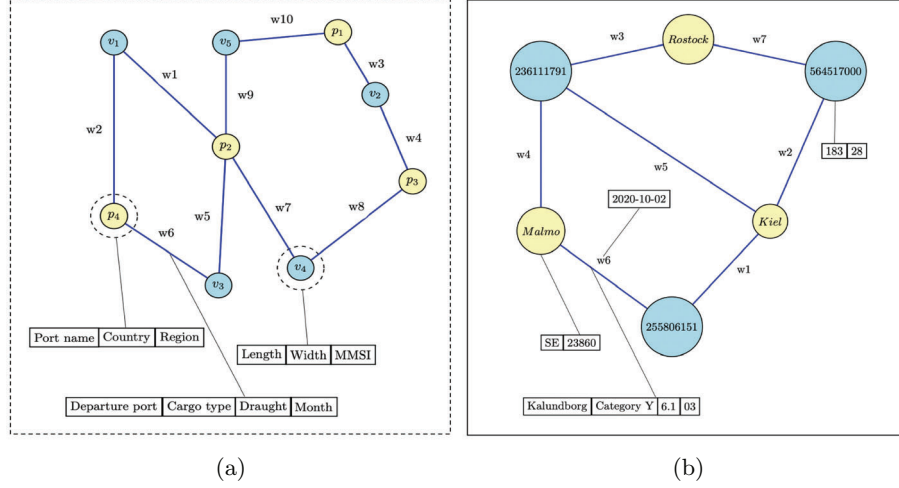 w10
p1
v1
v5
w3
w1
v2
w9
w2
w4
p2
p3
w5
w7
w8
p4
w6
v4
v3
Port name Country Region
Length Width MMSI
Departure port Cargo type Draught Month
(a)
Rostock
w3
w7
236111791
564517000
w4
w2
183 28
w5
2020-10-02
Kiel
Malmo
w6
w1
255806151
SE 23860
Kalundborg Category Y 6.1 03
(b)